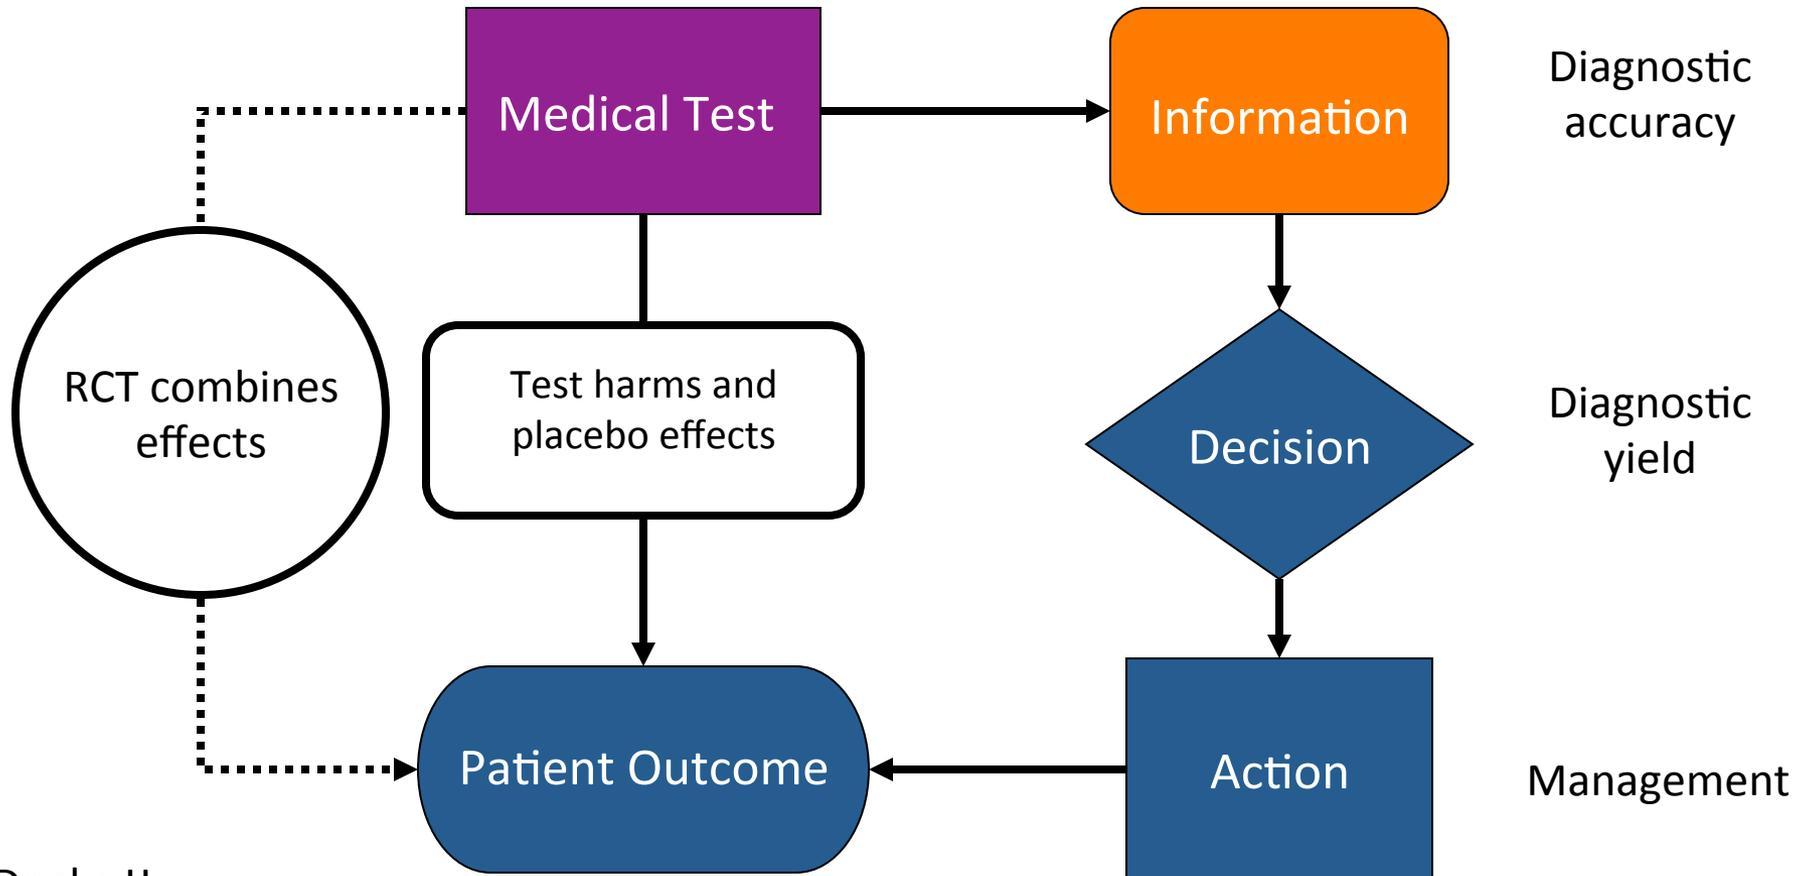 Medical Test
Information
Diagnostic
accuracy
RCT combines
effects
Test harms and
placebo effects
Decision
Diagnostic
yield
Patient Outcome
Action
Management